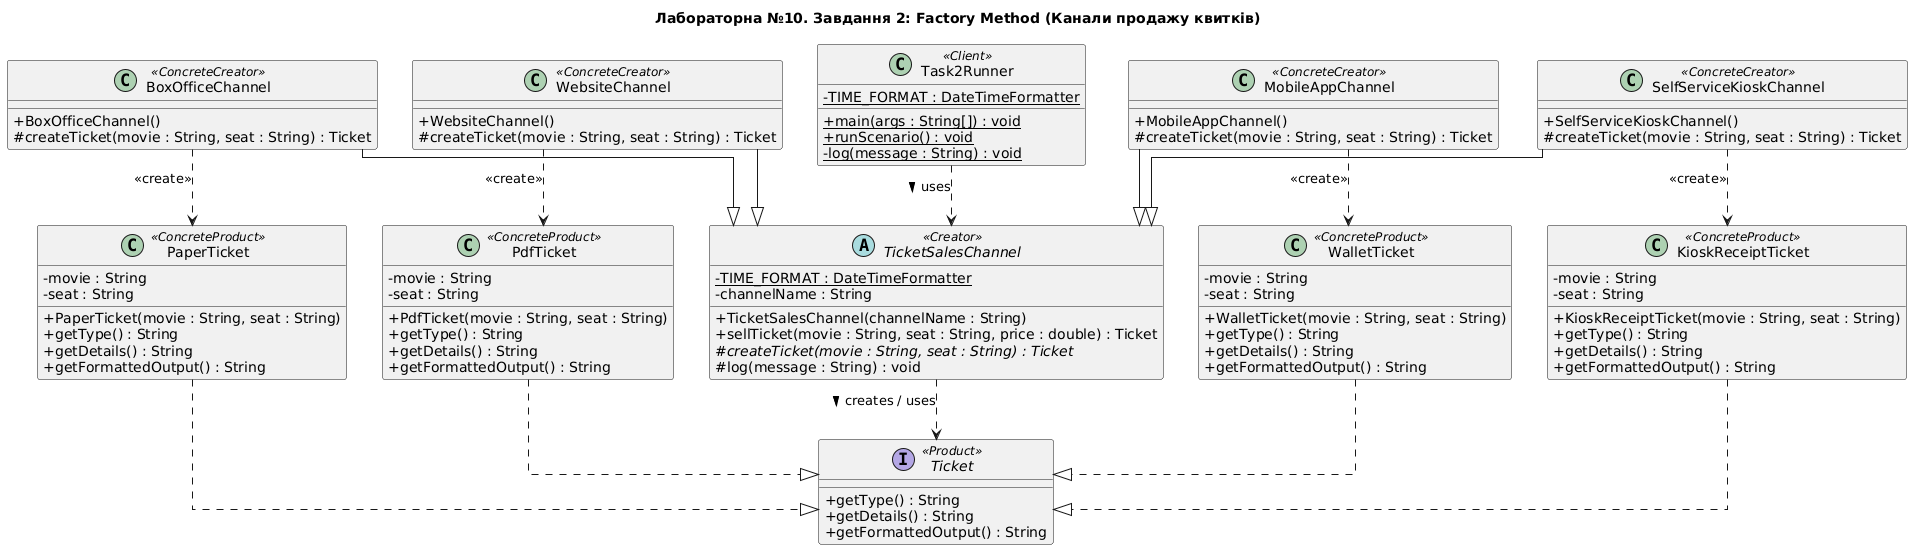 Лабораторна №10. Завдання 2: Factory Method (Канали продажу квитків)
C «ConcreteCreator»
BoxOfficeChannel
+BoxOfficeChannel()
#createTicket(movie : String, seat : String) : Ticket
C «ConcreteCreator»
WebsiteChannel
+WebsiteChannel()
#createTicket(movie : String, seat : String) : Ticket
C «Client»
Task2Runner
-TIME_FORMAT : DateTimeFormatter
+main(args : String[]) : void
+runScenario() : void
-log(message : String) : void
C «ConcreteCreator»
MobileAppChannel
+MobileAppChannel()
#createTicket(movie : String, seat : String) : Ticket
C «ConcreteCreator»
SelfServiceKioskChannel
+SelfServiceKioskChannel()
#createTicket(movie : String, seat : String) : Ticket
«create»
«create»
uses
«create»
«create»
C «ConcreteProduct»
PaperTicket
-movie : String
-seat : String
+PaperTicket(movie : String, seat : String)
+getType() : String
+getDetails() : String
+getFormattedOutput() : String
C «ConcreteProduct»
PdfTicket
-movie : String
-seat : String
+PdfTicket(movie : String, seat : String)
+getType() : String
+getDetails() : String
+getFormattedOutput() : String
A «Creator»
TicketSalesChannel
-TIME_FORMAT : DateTimeFormatter
-channelName : String
+TicketSalesChannel(channelName : String)
+sellTicket(movie : String, seat : String, price : double) : Ticket
#createTicket(movie : String, seat : String) : Ticket
#log(message : String) : void
C «ConcreteProduct»
WalletTicket
-movie : String
-seat : String
+WalletTicket(movie : String, seat : String)
+getType() : String
+getDetails() : String
+getFormattedOutput() : String
C «ConcreteProduct»
KioskReceiptTicket
-movie : String
-seat : String
+KioskReceiptTicket(movie : String, seat : String)
+getType() : String
+getDetails() : String
+getFormattedOutput() : String
creates / uses
I «Product»
Ticket
+getType() : String
+getDetails() : String
+getFormattedOutput() : String